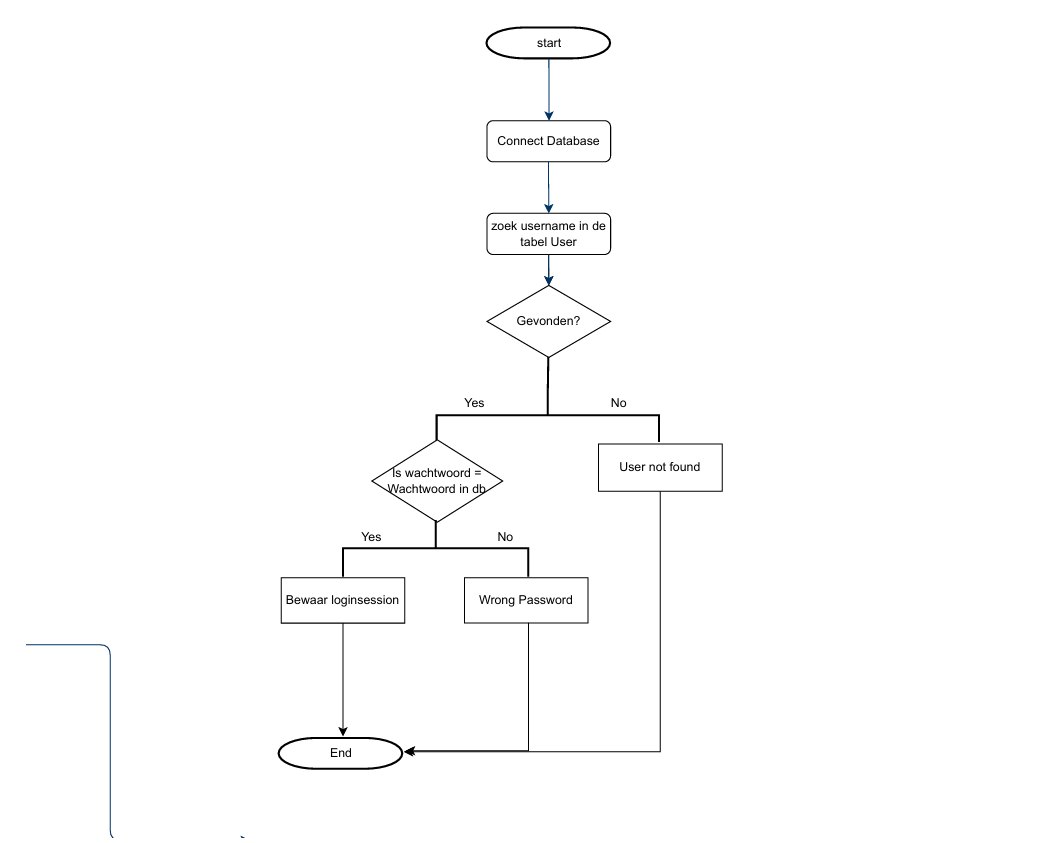 start
Connect Database
zoek username in de
tabel User
Gevonden?
Yes
No
Is wachtwoord =
Wachtwoord in db
User not found
Yes
No
Bewaar loginsession
Wrong Password
End